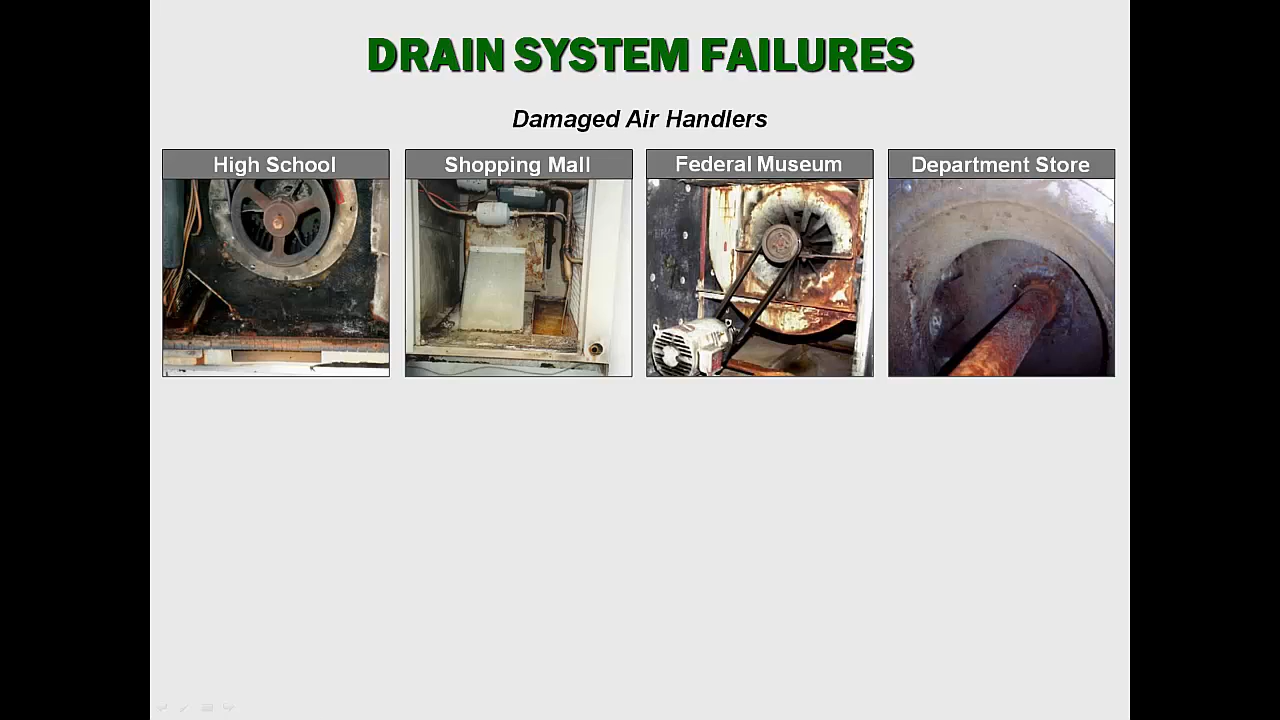 DRAIN SYSTEM FAILURES
Damaged Air Handlers
High School
Shopping Mall
Federal Museum
Department Store